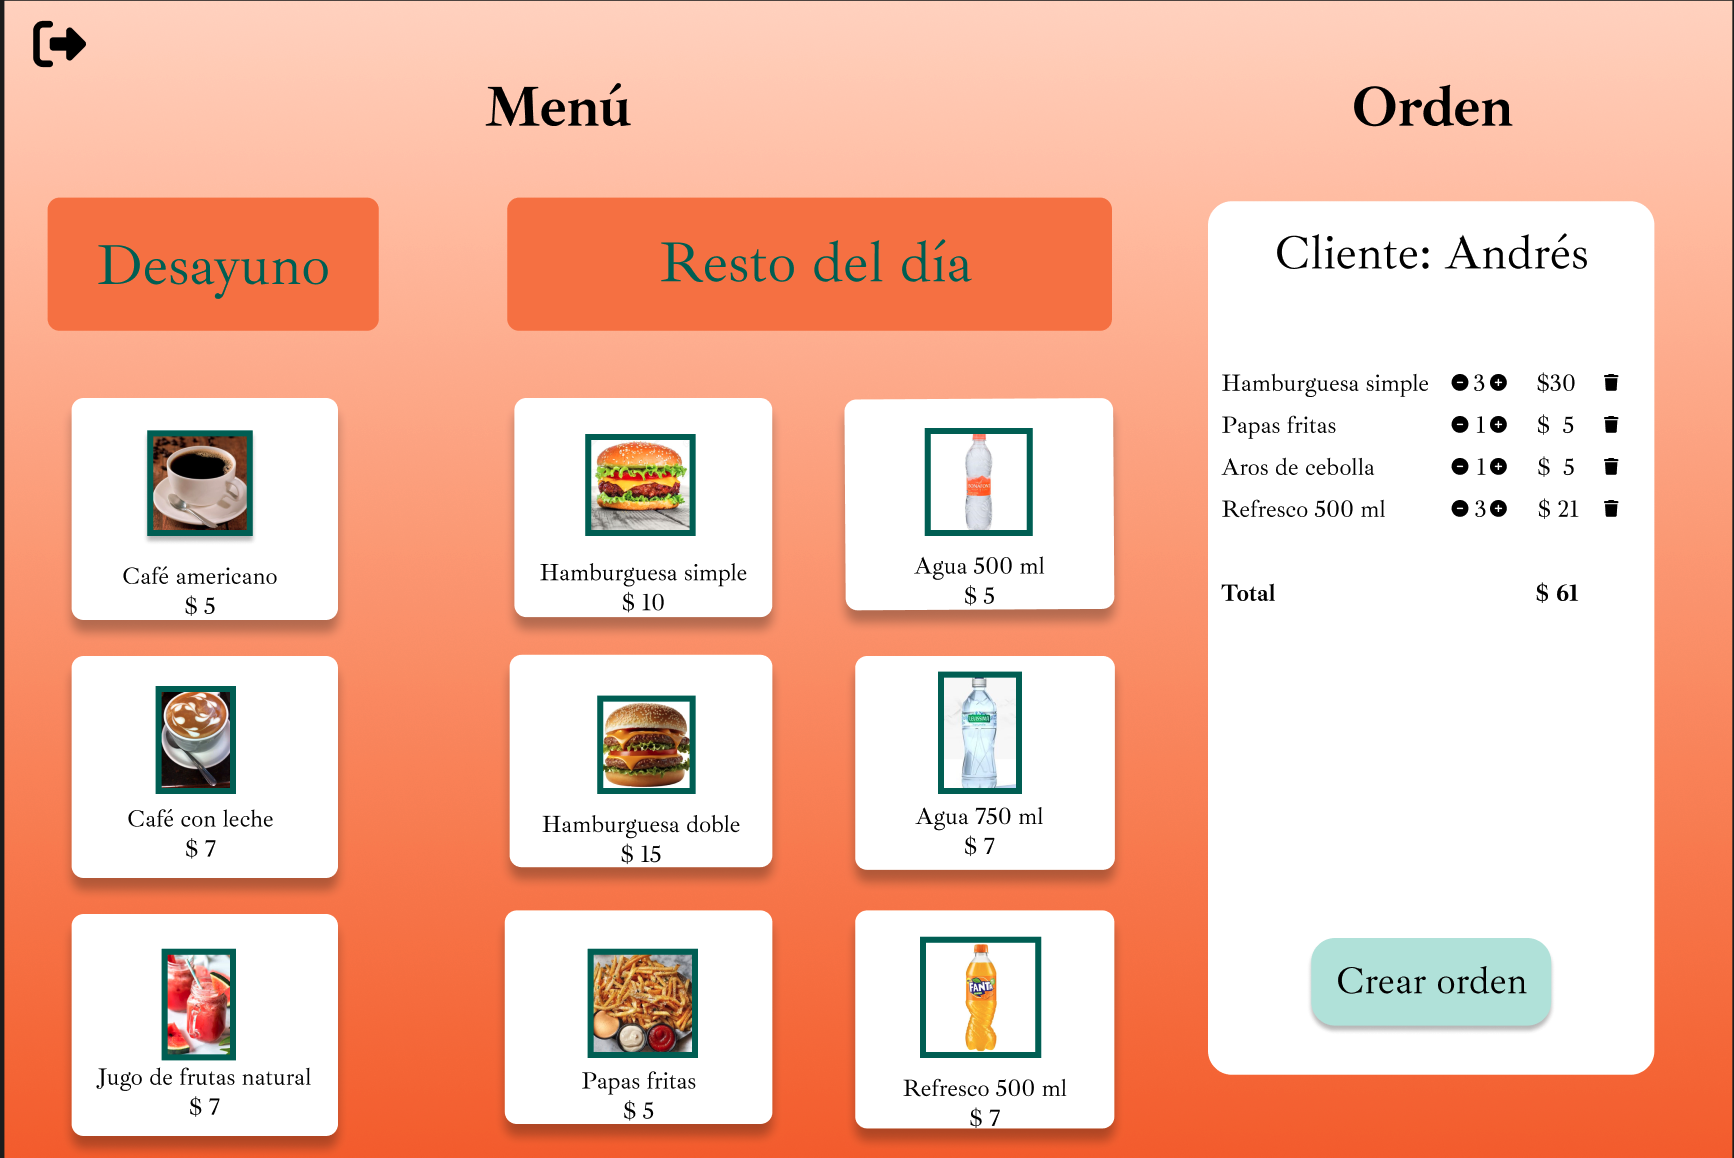 Menú
Desayuno
Resto del día
Café americano
$ 5
Hamburguesa simple
$ 10
Agua 500 ml
$ 5
Café con leche
$ 7
Hamburguesa doble
$ 15
Agua 750 ml
$ 7
Jugo de frutas natural
$ 7
Papas fritas
$ 5
FANTA
Refresco 500 ml
$ 7
Orden
Cliente: Andrés
Hamburguesa simple 3 $30
Papas fritas 1 $ 5
Aros de cebolla 1 $ 5
Refresco 500 ml 3 $ 21
Total $ 61
Crear orden